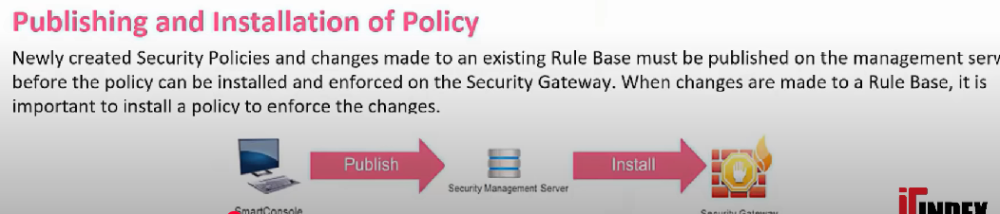 Publishing and Installation of Policy
Newly created Security Policies and changes made to an existing Rule Base must be published on the management
before the policy can be installed and enforced on the Security Gateway. When changes are made to a Rule Base, it is
important to install a policy to enforce the changes.
Publish
Install
Security Management Server
SmartConsole
Security Gateway
INDEX